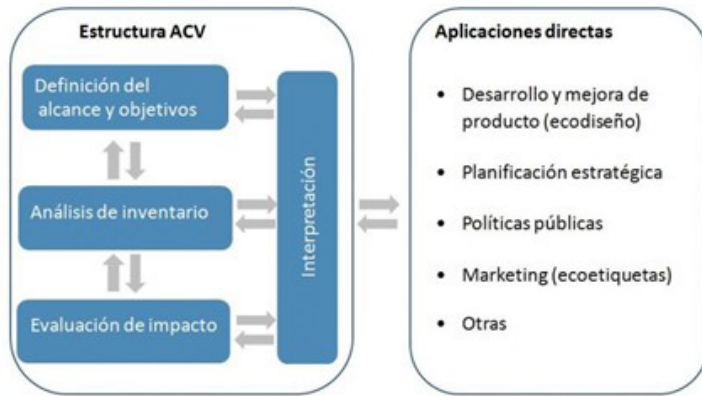 Estructura ACV
Definición del
alcance y objetivos
Análisis de inventario
Evaluación de impacto
Interpretación
Aplicaciones directas
• Desarrollo y mejora de
producto (ecodiseño)
• Planificación estratégica
• Políticas públicas
• Marketing (ecoetiquetas)
• Otras